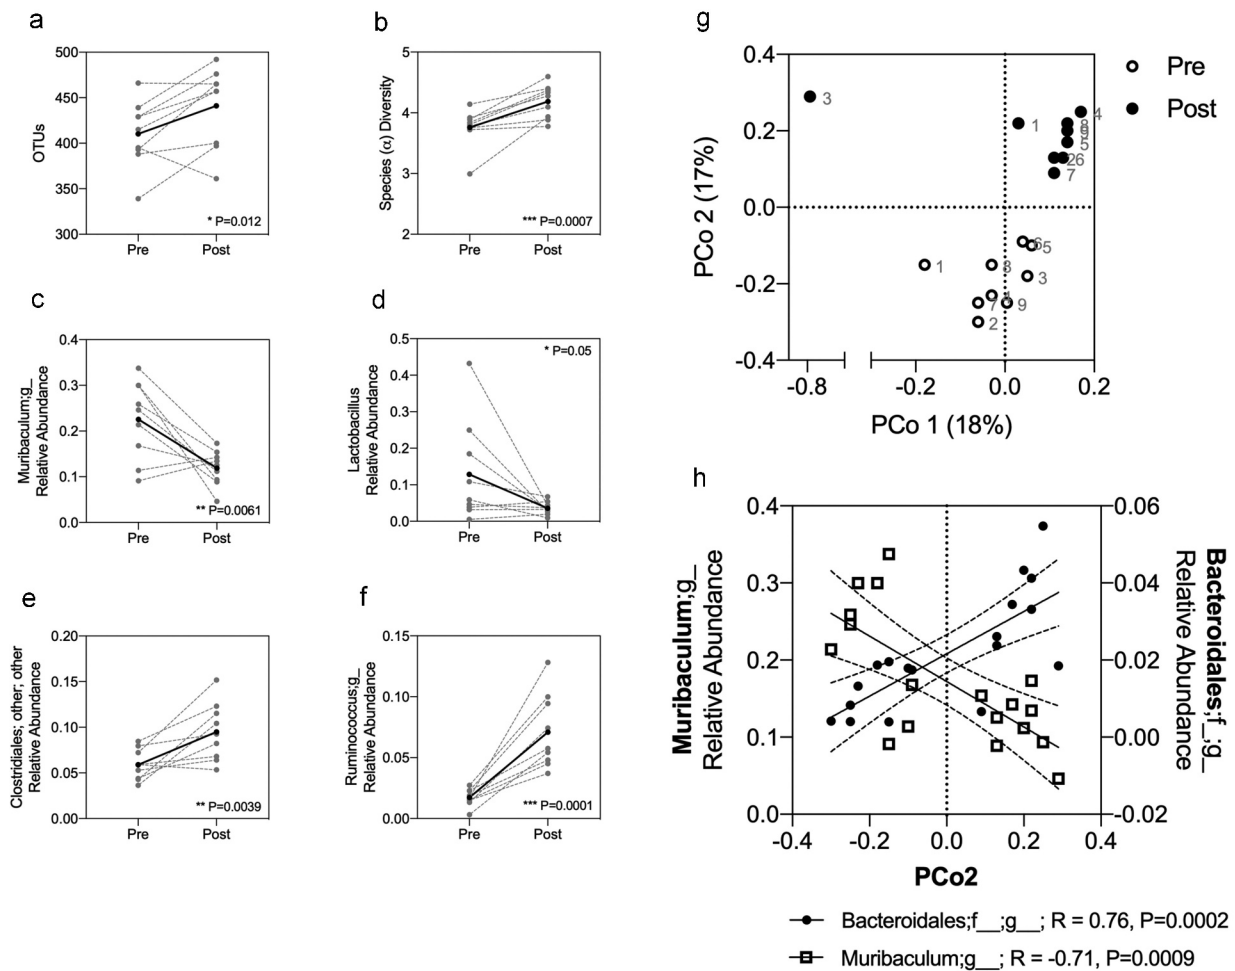 a
500
450
400
350
300
OTUs
* P=0.012
Pre
Post
b
5
4
3
2
Species (α) Diversity
*** P=0.0007
Pre
Post
c
0.4
0.3
0.2
0.1
0.0
Muribaculum;g_
Relative Abundance
** P=0.0061
Pre
Post
d
0.5
0.4
0.3
0.2
0.1
0.0
Lactobacillus
Relative Abundance
* P=0.05
Pre
Post
e
0.20
0.15
0.10
0.05
0.00
Clostridiales; other; other
Relative Abundance
** P=0.0039
Pre
Post
f
0.15
0.10
0.05
0.00
Ruminococcus;g_
Relative Abundance
*** P=0.0001
Pre
Post
g
0.4
0.2
0.0
-0.2
-0.4
PCo 2 (17%)
Pre
Post
3
1
4
8
9
5
2
6
7
6
5
1
8
3
4
7
9
2
-0.8
-0.2
0.0
0.2
PCo 1 (18%)
h
0.4
0.3
0.2
0.1
0.0
Muribaculum;g_
Relative Abundance
0.06
0.04
0.02
0.00
-0.02
Bacteroidales;f_;g_
Relative Abundance
-0.4
-0.2
0.0
0.2
0.4
PCo2
Bacteroidales;f__;g__; R = 0.76, P=0.0002
Muribaculum;g__; R = -0.71, P=0.0009